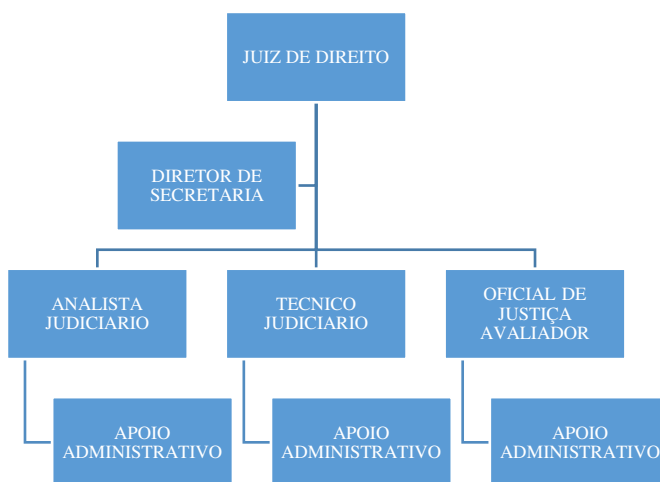 JUIZ DE DIREITO
DIRETOR DE
SECRETARIA
ANALISTA
JUDICIARIO
TECNICO
JUDICIARIO
OFICIAL DE
JUSTIÇA
AVALIADOR
APOIO
ADMINISTRATIVO
APOIO
ADMINISTRATIVO
APOIO
ADMINISTRATIVO